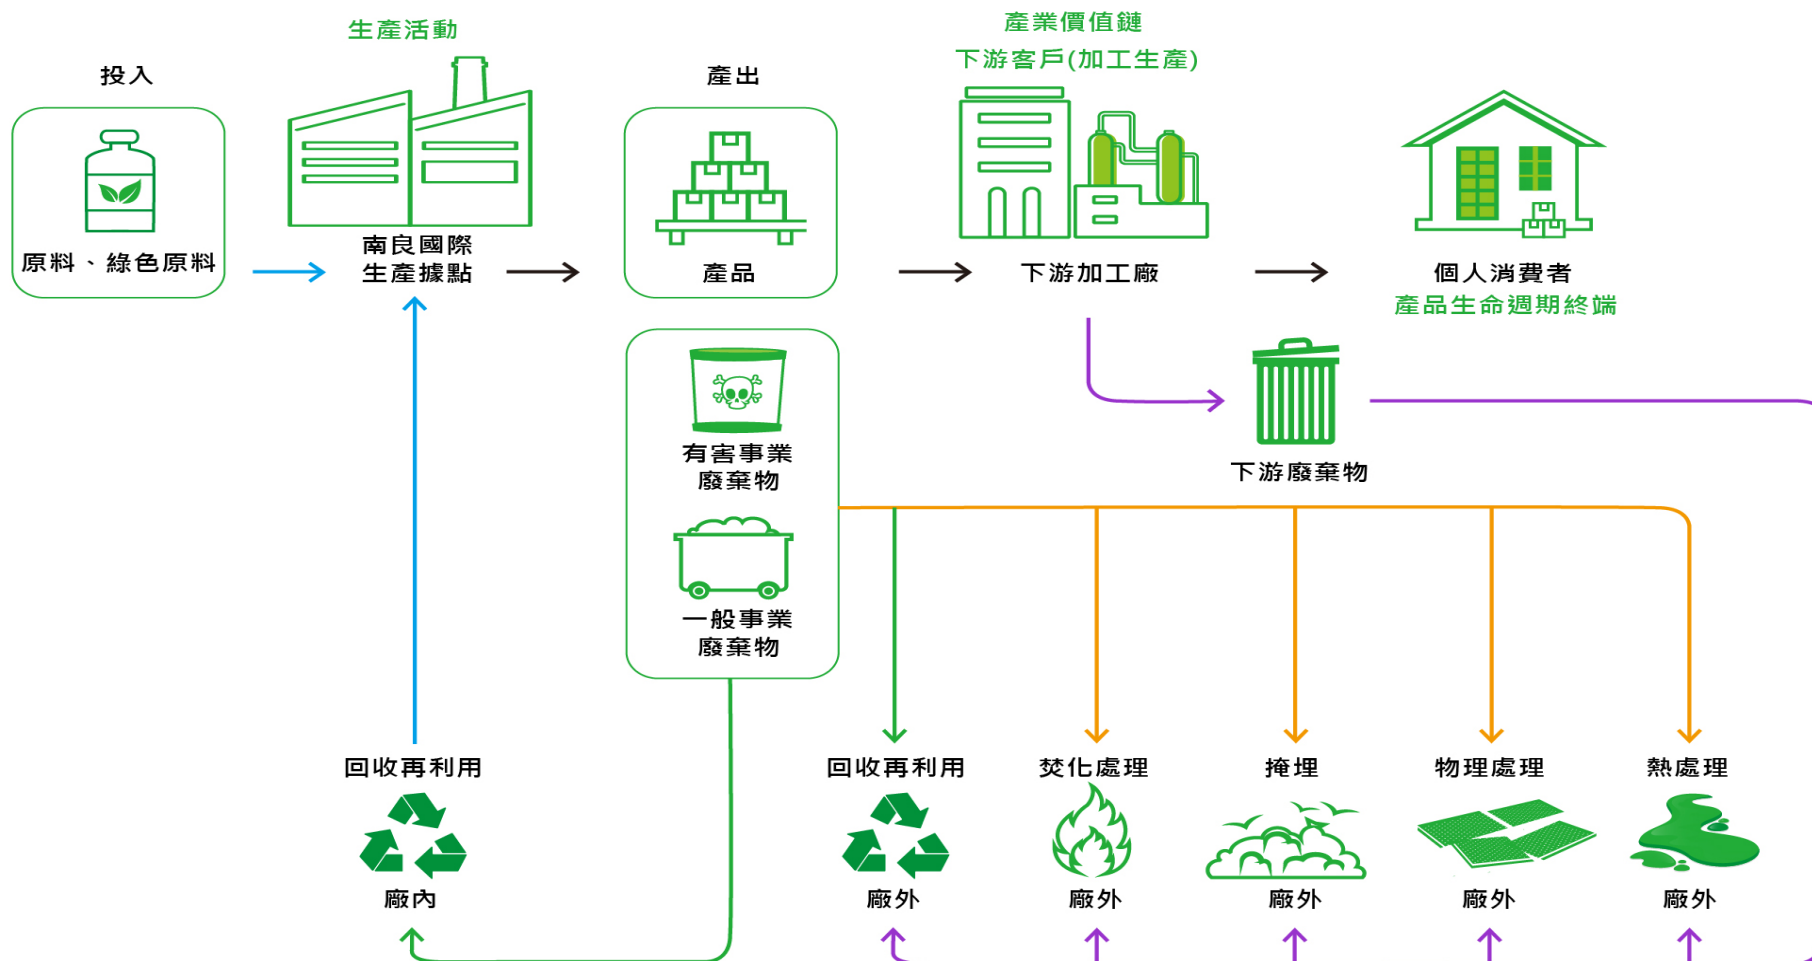 生產活動
產業價值鏈
下游客戶(加工生產)
投入
產出
原料、綠色原料
南良國際
生產據點
產品
下游加工廠
個人消費者
產品生命週期終端
有害事業
廢棄物
下游廢棄物
一般事業
廢棄物
回收再利用
回收再利用
焚化處理
掩埋
物理處理
熱處理
廠內
廠外
廠外
廠外
廠外
廠外